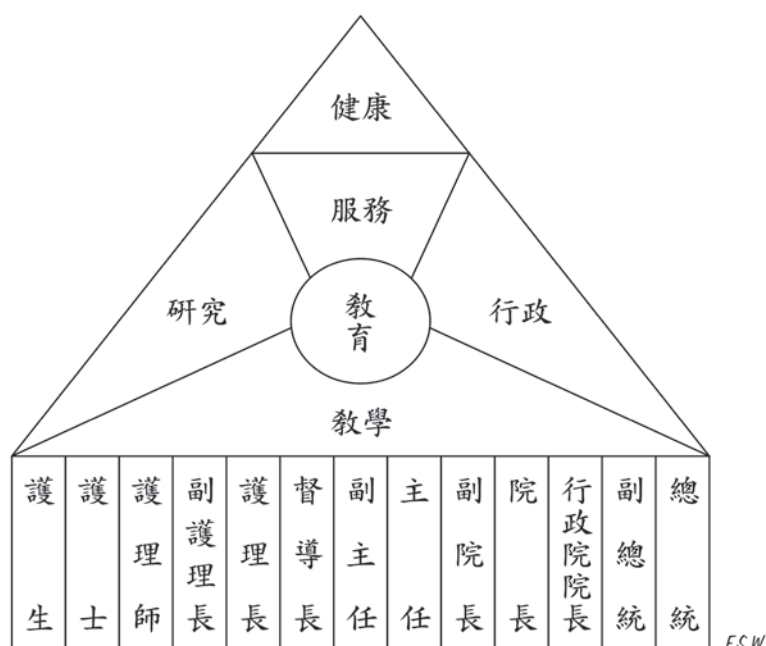 健康
服務
研究
教育
行政
教學
護生
護士
護理師
副護理長
護理長
督導長
副主任
主任
副院長
院長
行政院院長
副總統
總統
F.S.W.